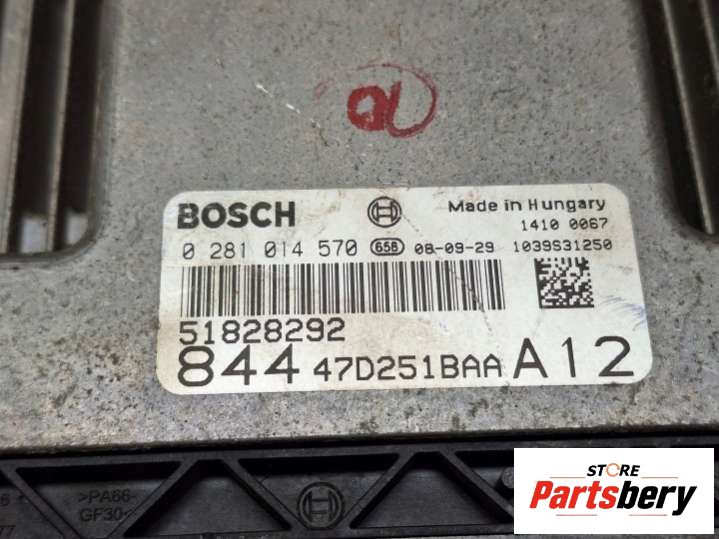 BOSCH
Made in Hungary
1410 0067
0 281 014 570 656 08-09-29 1039S31250
51828292
844 47D251BAA A12
>PA66-
GF30<
77
STORE
Partsbery